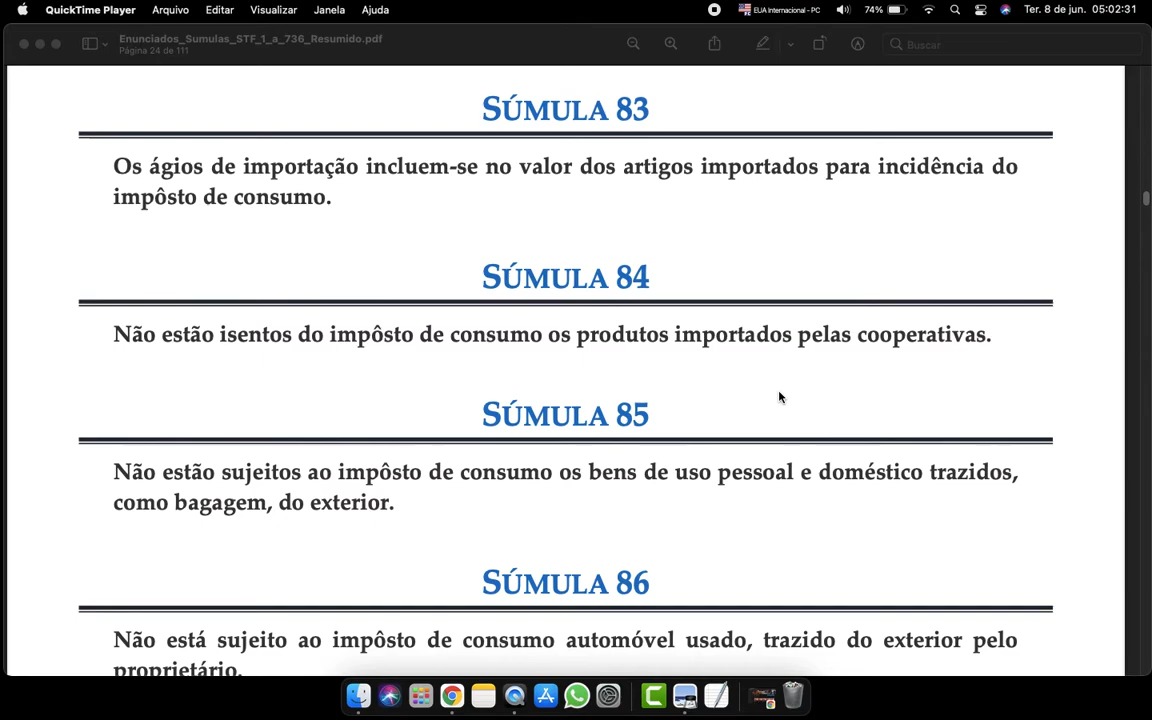 QuickTime Player Arquivo Editar Visualizar Janela Ajuda EUA Internacional - PC 74% Ter. 8 de jun. 05:02:31
Enunciados_Sumulas_STF_1_a_736_Resumido.pdf
Página 24 de 111
Buscar
SÚMULA 83
Os ágios de importação incluem-se no valor dos artigos importados para incidência do
impôsto de consumo.
SÚMULA 84
Não estão isentos do impôsto de consumo os produtos importados pelas cooperativas.
SÚMULA 85
Não estão sujeitos ao impôsto de consumo os bens de uso pessoal e doméstico trazidos,
como bagagem, do exterior.
SÚMULA 86
Não está sujeito ao impôsto de consumo automóvel usado, trazido do exterior pelo
proprietário.